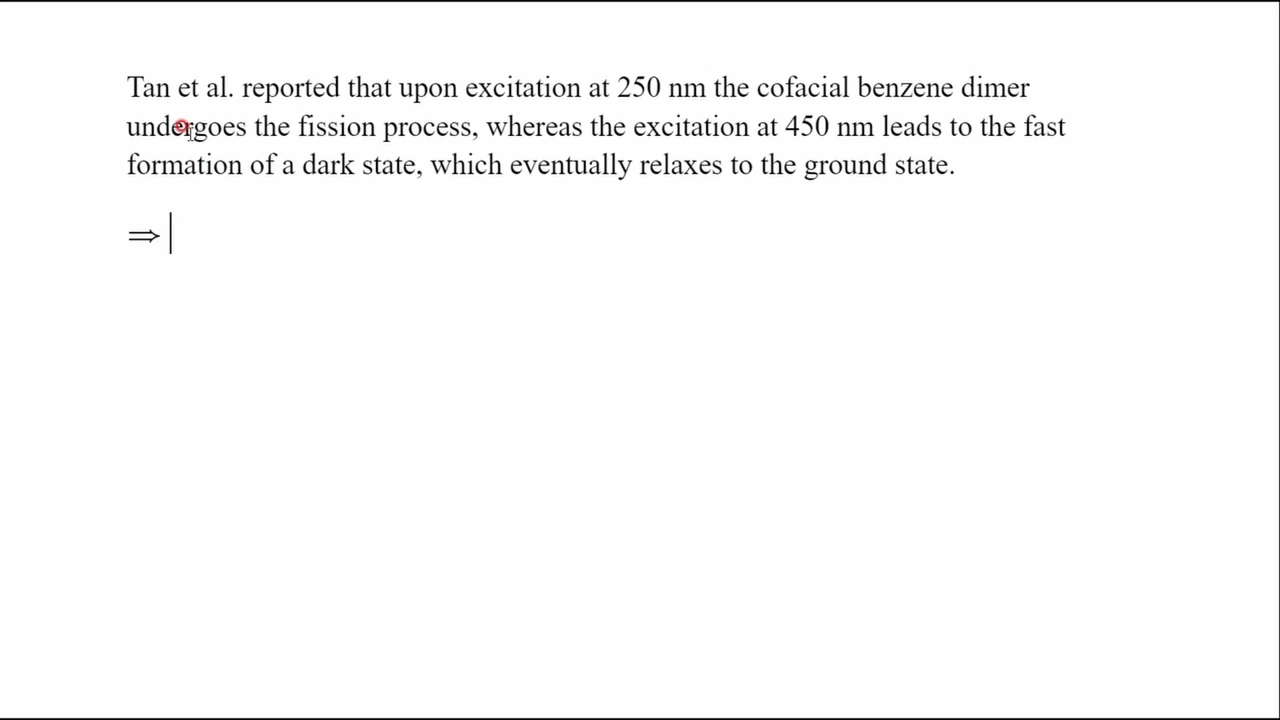 Tan et al. reported that upon excitation at 250 nm the cofacial benzene dimer
undergoes the fission process, whereas the excitation at 450 nm leads to the fast
formation of a dark state, which eventually relaxes to the ground state.
⇒